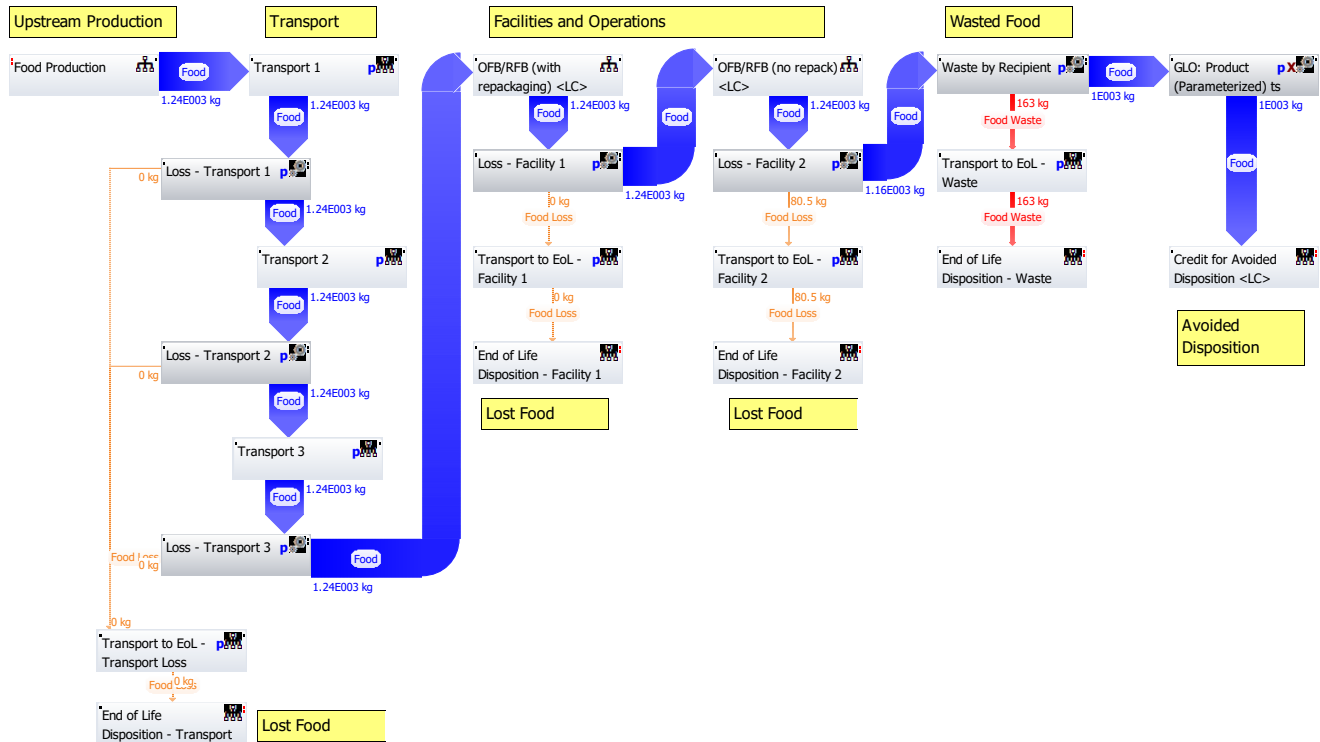 Upstream Production
Transport
Facilities and Operations
Wasted Food
Food Production
Food
1.24E003 kg
Transport 1
p
1.24E003 kg
Food
Loss - Transport 1
p
0 kg
Food
1.24E003 kg
Transport 2
p
1.24E003 kg
Food
Loss - Transport 2
p
0 kg
1.24E003 kg
Food
Transport 3
p
1.24E003 kg
Food
Loss - Transport 3
p
Food Loss
0 kg
Food
1.24E003 kg
0 kg
Transport to EoL -
Transport Loss
p
0 kg
Food Loss
End of Life
Disposition - Transport
Lost Food
OFB/RFB (with
repackaging) <LC>
1.24E003 kg
Food
Loss - Facility 1
p
Food
1.24E003 kg
0 kg
Food Loss
Transport to EoL -
Facility 1
p
0 kg
Food Loss
End of Life
Disposition - Facility 1
Lost Food
OFB/RFB (no repack)
<LC>
1.24E003 kg
Food
Loss - Facility 2
p
Food
1.16E003 kg
80.5 kg
Food Loss
Transport to EoL -
Facility 2
p
80.5 kg
Food Loss
End of Life
Disposition - Facility 2
Lost Food
Waste by Recipient
p
Food
1E003 kg
163 kg
Food Waste
Transport to EoL -
Waste
p
163 kg
Food Waste
End of Life
Disposition - Waste
GLO: Product
(Parameterized) ts
p X
1E003 kg
Food
Credit for Avoided
Disposition <LC>
Avoided
Disposition